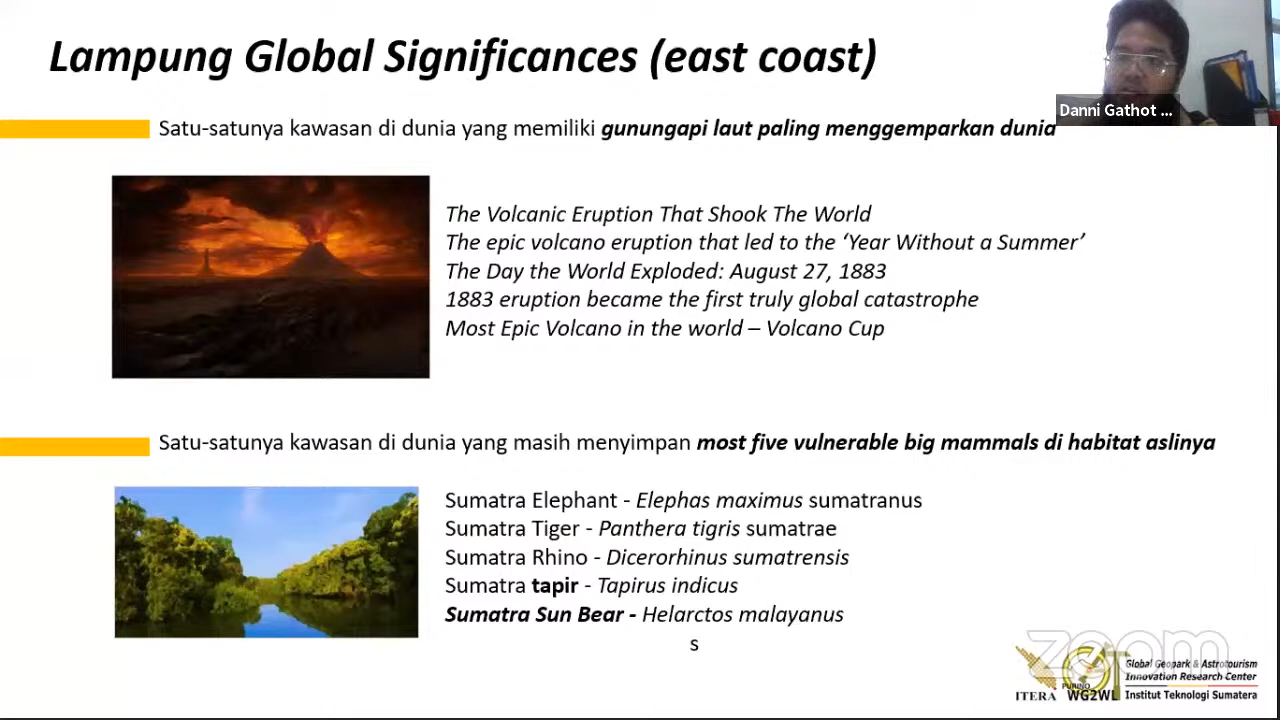 Lampung Global Significances (east coast)
Danni Gathot ...
Satu-satunya kawasan di dunia yang memiliki gunungapi laut paling menggemparkan dunia
The Volcanic Eruption That Shook The World
The epic volcano eruption that led to the ‘Year Without a Summer’
The Day the World Exploded: August 27, 1883
1883 eruption became the first truly global catastrophe
Most Epic Volcano in the world – Volcano Cup
Satu-satunya kawasan di dunia yang masih menyimpan most five vulnerable big mammals di habitat aslinya
Sumatra Elephant - Elephas maximus sumatranus
Sumatra Tiger - Panthera tigris sumatrae
Sumatra Rhino - Dicerorhinus sumatrensis
Sumatra tapir - Tapirus indicus
Sumatra Sun Bear - Helarctos malayanus
s
zoom
Global Geopark & Astrotourism
Innovation Research Center
ITERA
PURINO
WG2WL
Institut Teknologi Sumatera